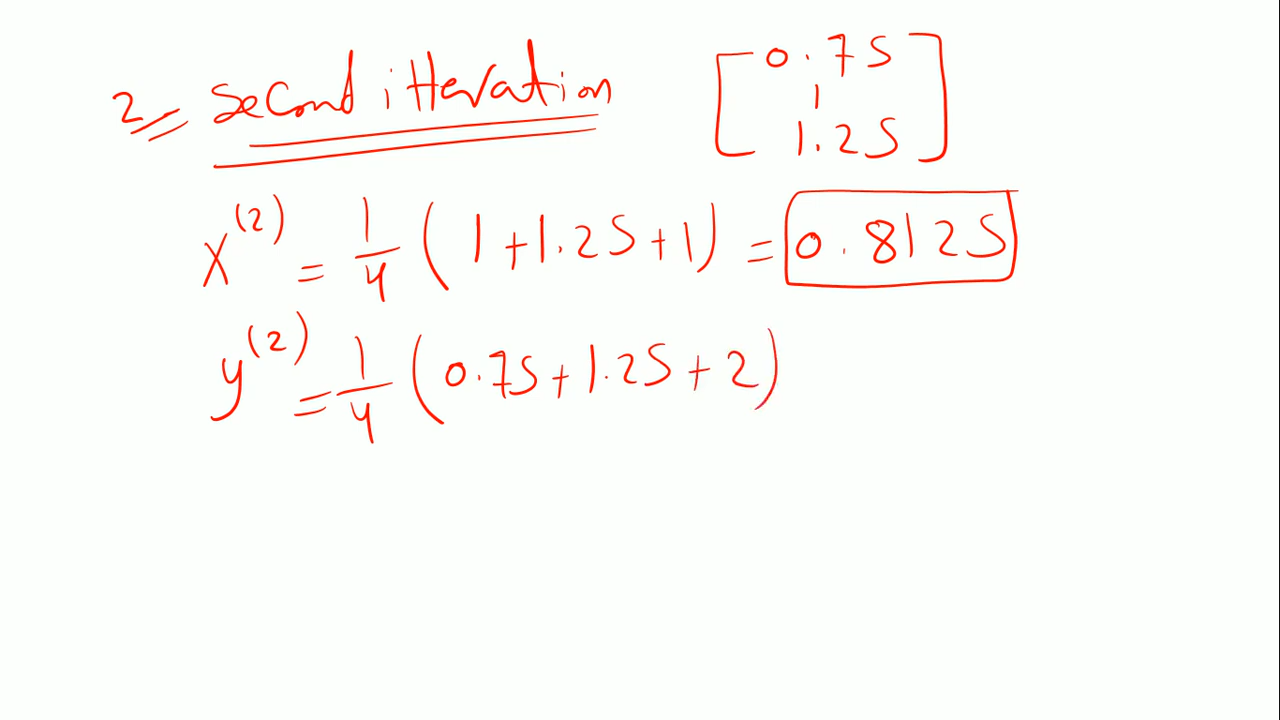 2= Second itteration [0.75
1
1.25]
x^(2) = 1/4 (1+1.25+1) = 0.8125
y^(2) = 1/4 (0.75+1.25+2)